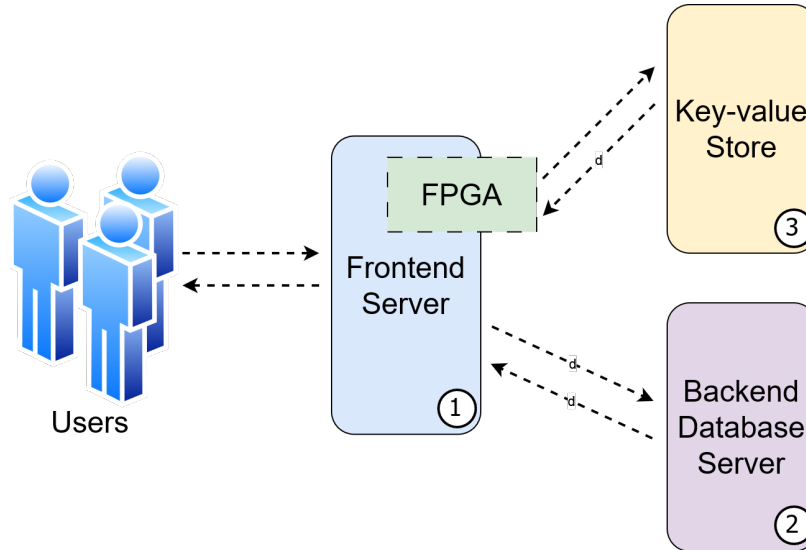 Key-value
Store
3
d
FPGA
Frontend
Server
1
Users
d
d
Backend
Database
Server
2